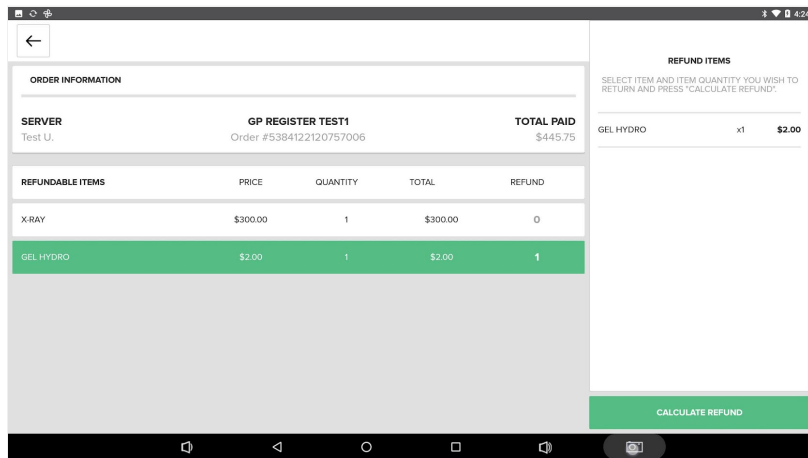 4:24
REFUND ITEMS
ORDER INFORMATION
SELECT ITEM AND ITEM QUANTITY YOU WISH TO
RETURN AND PRESS "CALCULATE REFUND".
SERVER GP REGISTER TEST1 TOTAL PAID
Test U. Order #5384122120757006 $445.75
GEL HYDRO x1 $2.00
REFUNDABLE ITEMS PRICE QUANTITY TOTAL REFUND
X-RAY $300.00 1 $300.00 0
GEL HYDRO $2.00 1 $2.00 1
CALCULATE REFUND